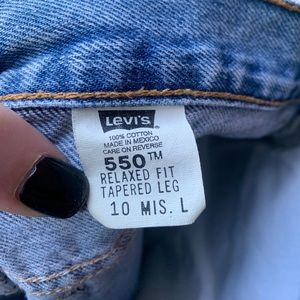 LEVI'S
100% COTTON
MADE IN MEXICO
CARE ON REVERSE
550™
RELAXED FIT
TAPERED LEG
10 MIS. L